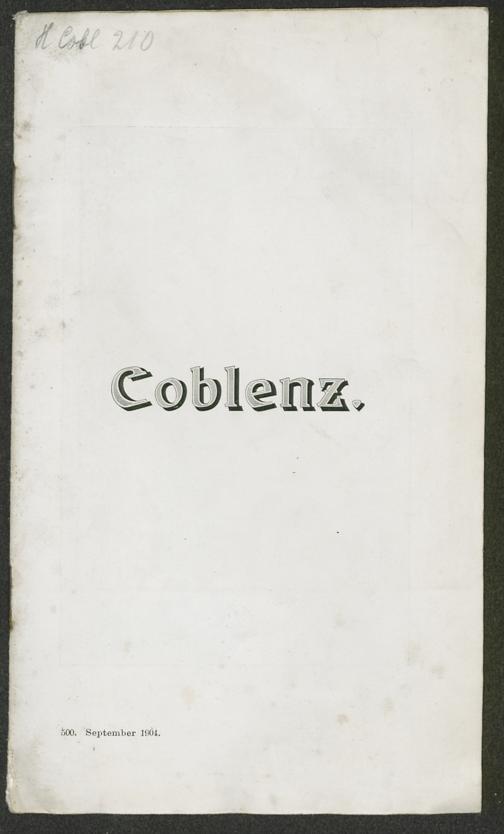 H Cobl 210
Coblenz.
500. September 1904.